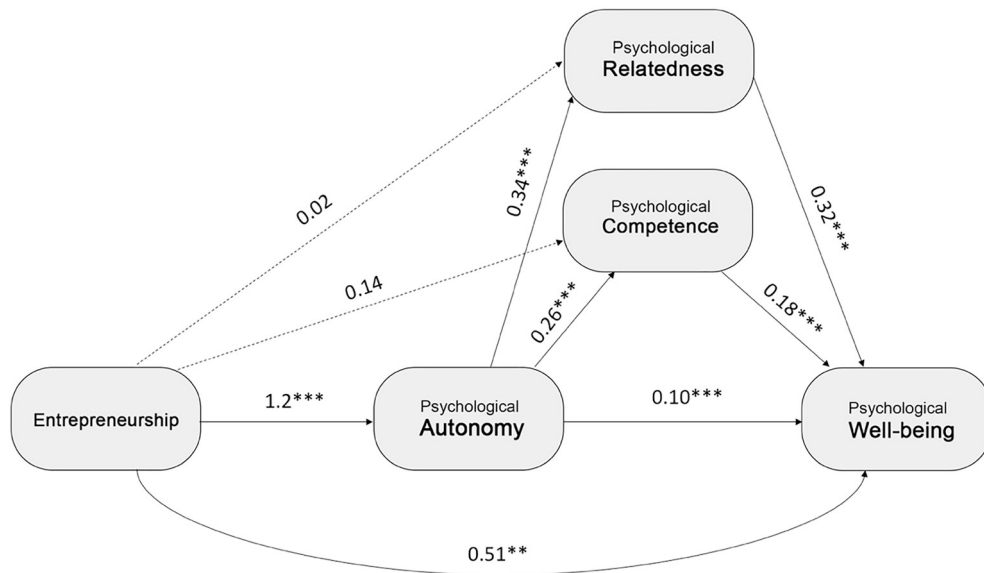 Psychological
Relatedness
0.02
0.34***
0.32***
Psychological
Competence
0.14
0.26***
0.18***
Entrepreneurship
1.2***
Psychological
Autonomy
0.10***
Psychological
Well-being
0.51**